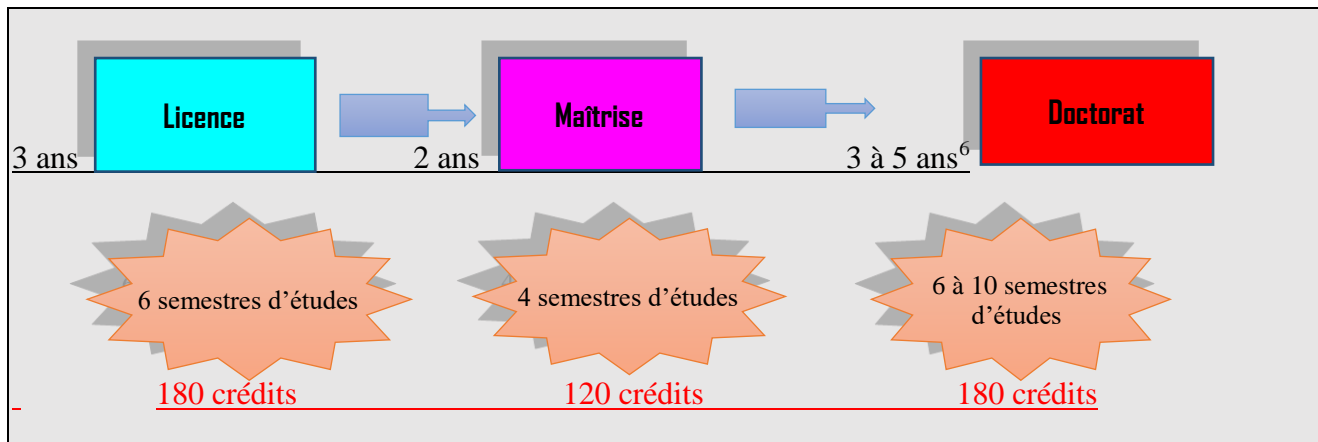 Licence
Maîtrise
Doctorat
3 ans
2 ans
3 à 5 ans⁶
6 semestres d’études
4 semestres d’études
6 à 10 semestres
d’études
180 crédits
120 crédits
180 crédits